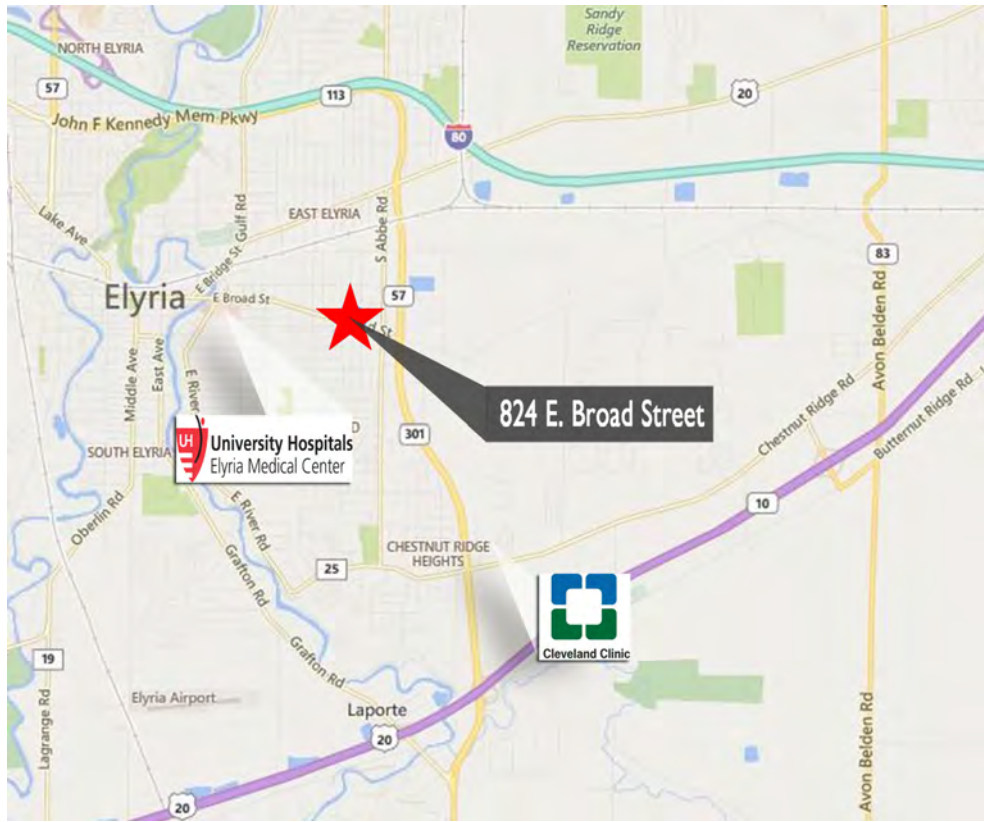 Sandy
Ridge
Reservation
NORTH ELYRIA
57
113
20
John F Kennedy Mem Pkwy
80
Lake Ave
Gulf Rd
EAST ELYRIA
S Abbe Rd
E Bridge St
83
Elyria
E Broad St
57
d St
Avon Belden Rd
Middle Ave
East Ave
E River Rd
824 E. Broad Street
Chestnut Ridge Rd
Butternut Ridge Rd
UH
University Hospitals
Elyria Medical Center
D
301
SOUTH ELYRIA
10
Oberlin Rd
E River Rd
CHESTNUT RIDGE
HEIGHTS
25
Grafton Rd
Cleveland Clinic
Grafton Rd
19
Elyria Airport
Lagrange Rd
Laporte
20
Avon Belden Rd
20